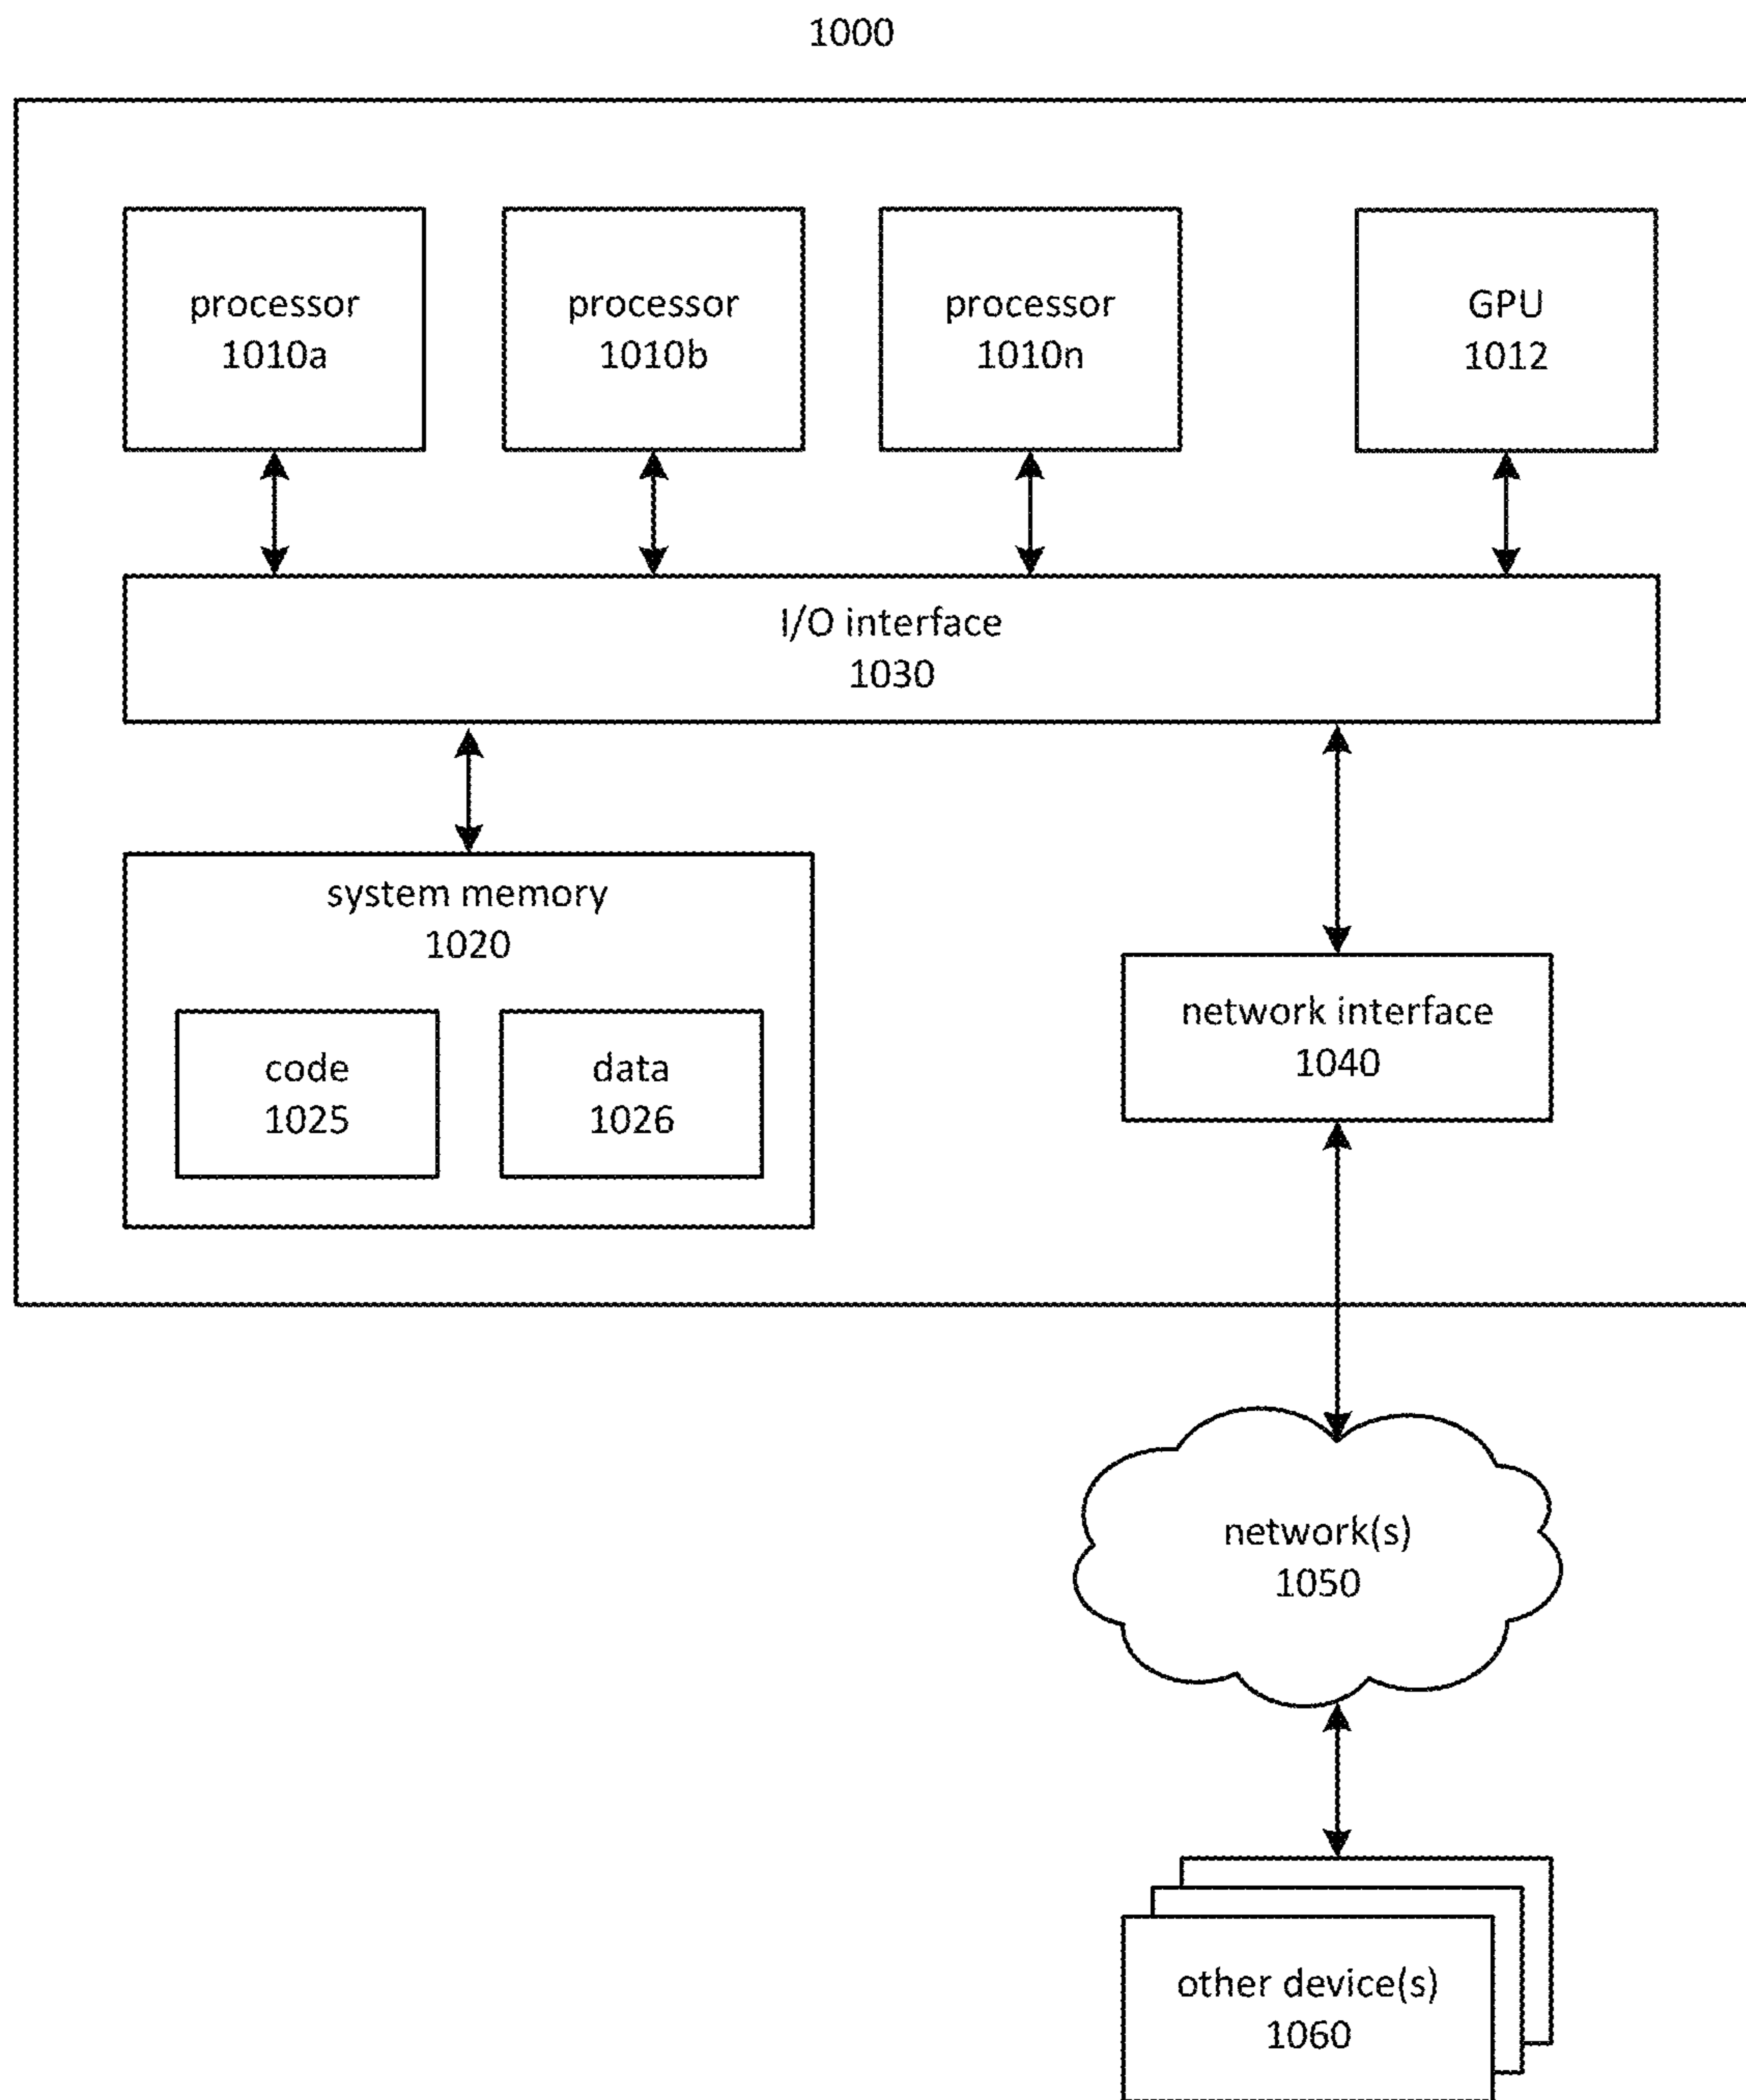 1000
processor
1010a
processor
1010b
processor
1010n
GPU
1012
I/O interface
1030
system memory
1020
code
1025
data
1026
network interface
1040
network(s)
1050
other device(s)
1060